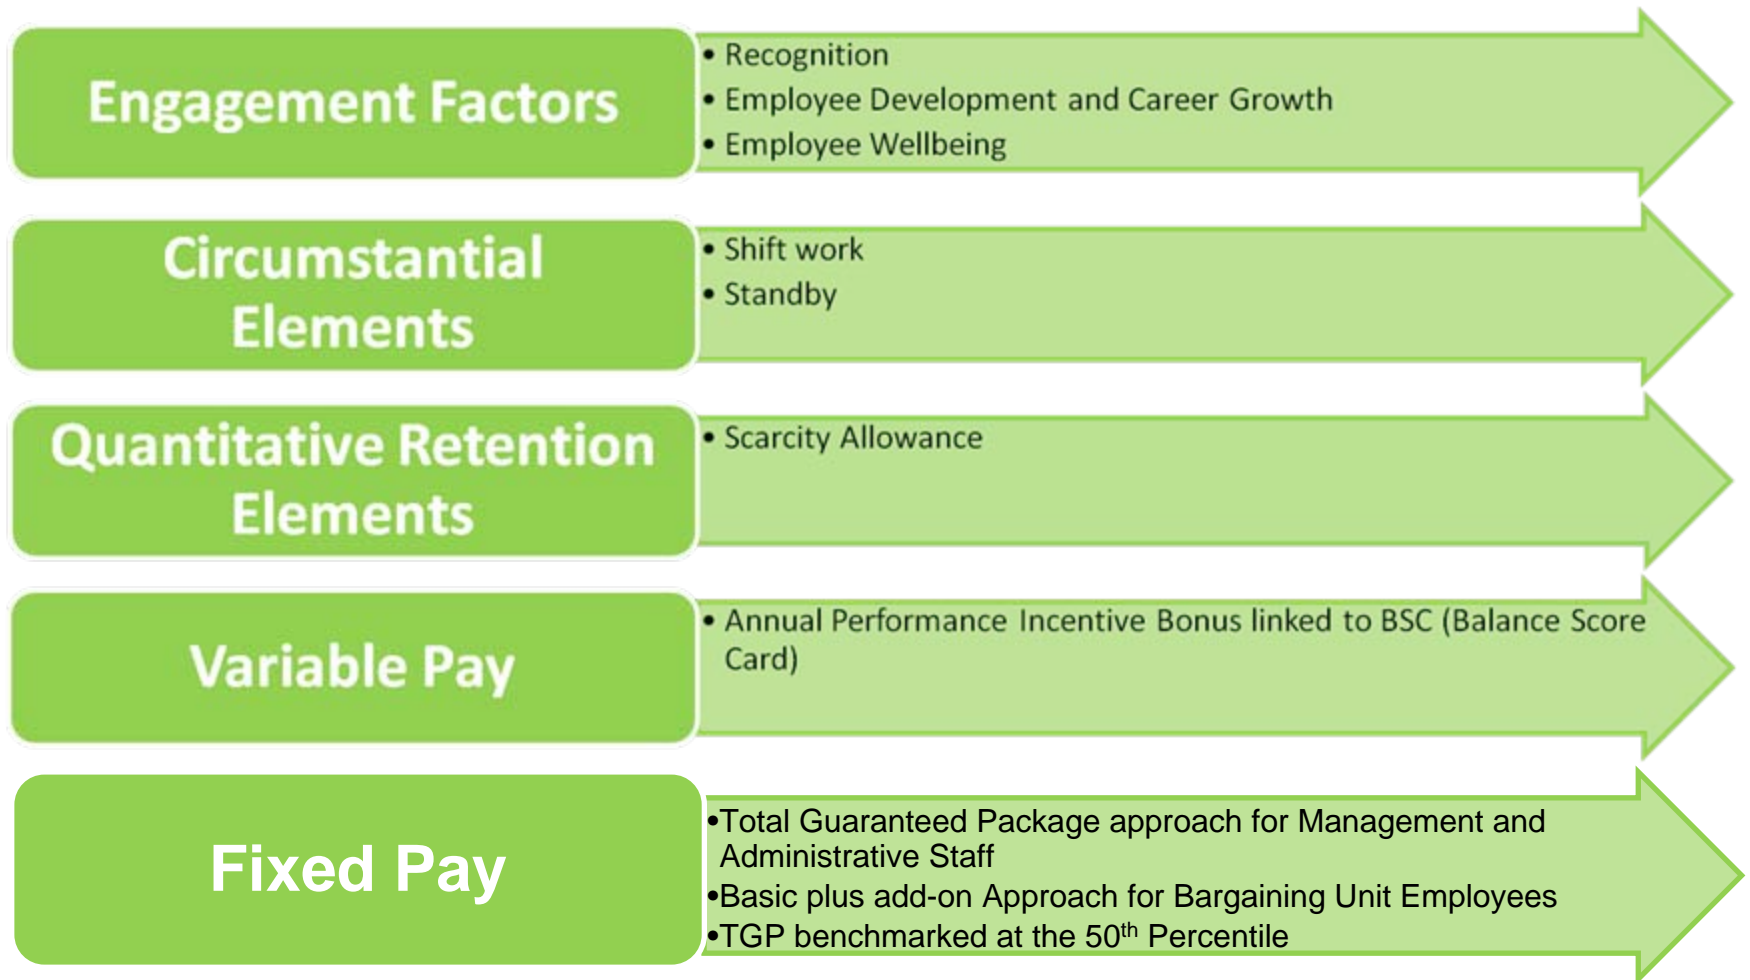 Engagement Factors
• Recognition
• Employee Development and Career Growth
• Employee Wellbeing
Circumstantial
Elements
• Shift work
• Standby
Quantitative Retention
Elements
• Scarcity Allowance
Variable Pay
• Annual Performance Incentive Bonus linked to BSC (Balance Score
Card)
Fixed Pay
•Total Guaranteed Package approach for Management and
Administrative Staff
•Basic plus add-on Approach for Bargaining Unit Employees
•TGP benchmarked at the 50th Percentile